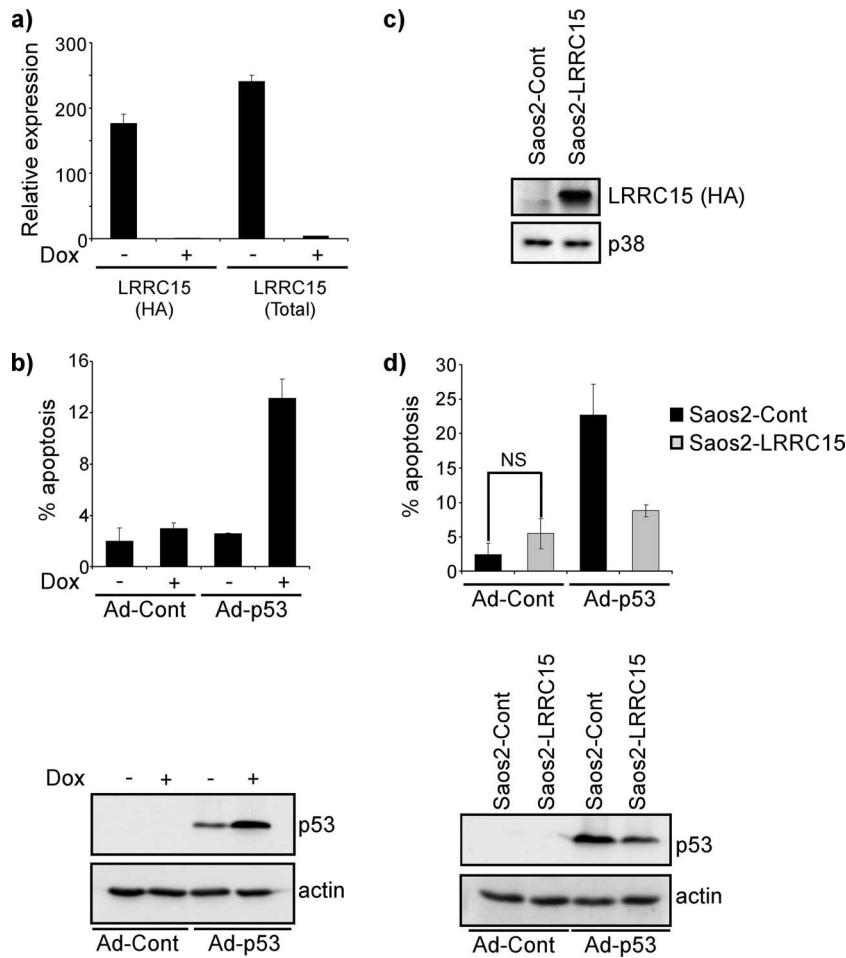 a)
Relative expression
300
200
100
0
Dox - + - +
LRRC15
(HA)
LRRC15
(Total)
b)
% apoptosis
16
12
8
4
0
Dox - + - +
Ad-Cont Ad-p53
Dox - + - +
p53
actin
Ad-Cont Ad-p53
c)
Saos2-Cont
Saos2-LRRC15
LRRC15 (HA)
p38
d)
% apoptosis
30
25
20
15
10
5
0
NS
Saos2-Cont
Saos2-LRRC15
Ad-Cont Ad-p53
Saos2-Cont
Saos2-LRRC15
Saos2-Cont
Saos2-LRRC15
p53
actin
Ad-Cont Ad-p53